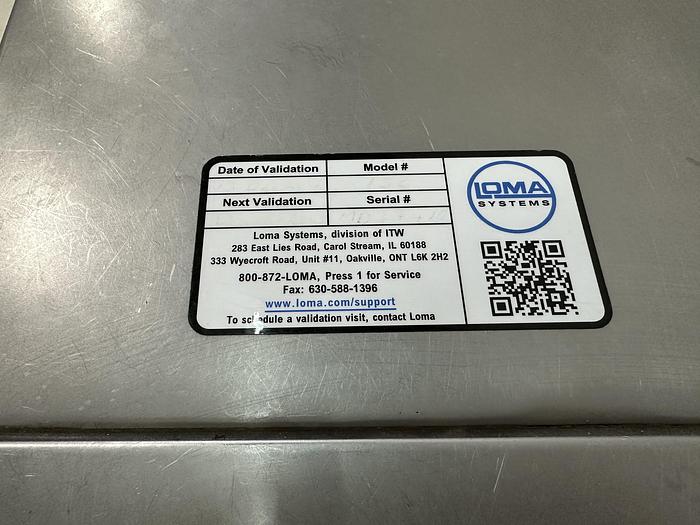 Date of Validation
Model #
Next Validation
Serial #
Loma Systems, division of ITW
283 East Lies Road, Carol Stream, IL 60188
333 Wyecroft Road, Unit #11, Oakville, ONT L6K 2H2
800-872-LOMA, Press 1 for Service
Fax: 630-588-1396
www.loma.com/support
To schedule a validation visit, contact Loma
LOMA
SYSTEMS